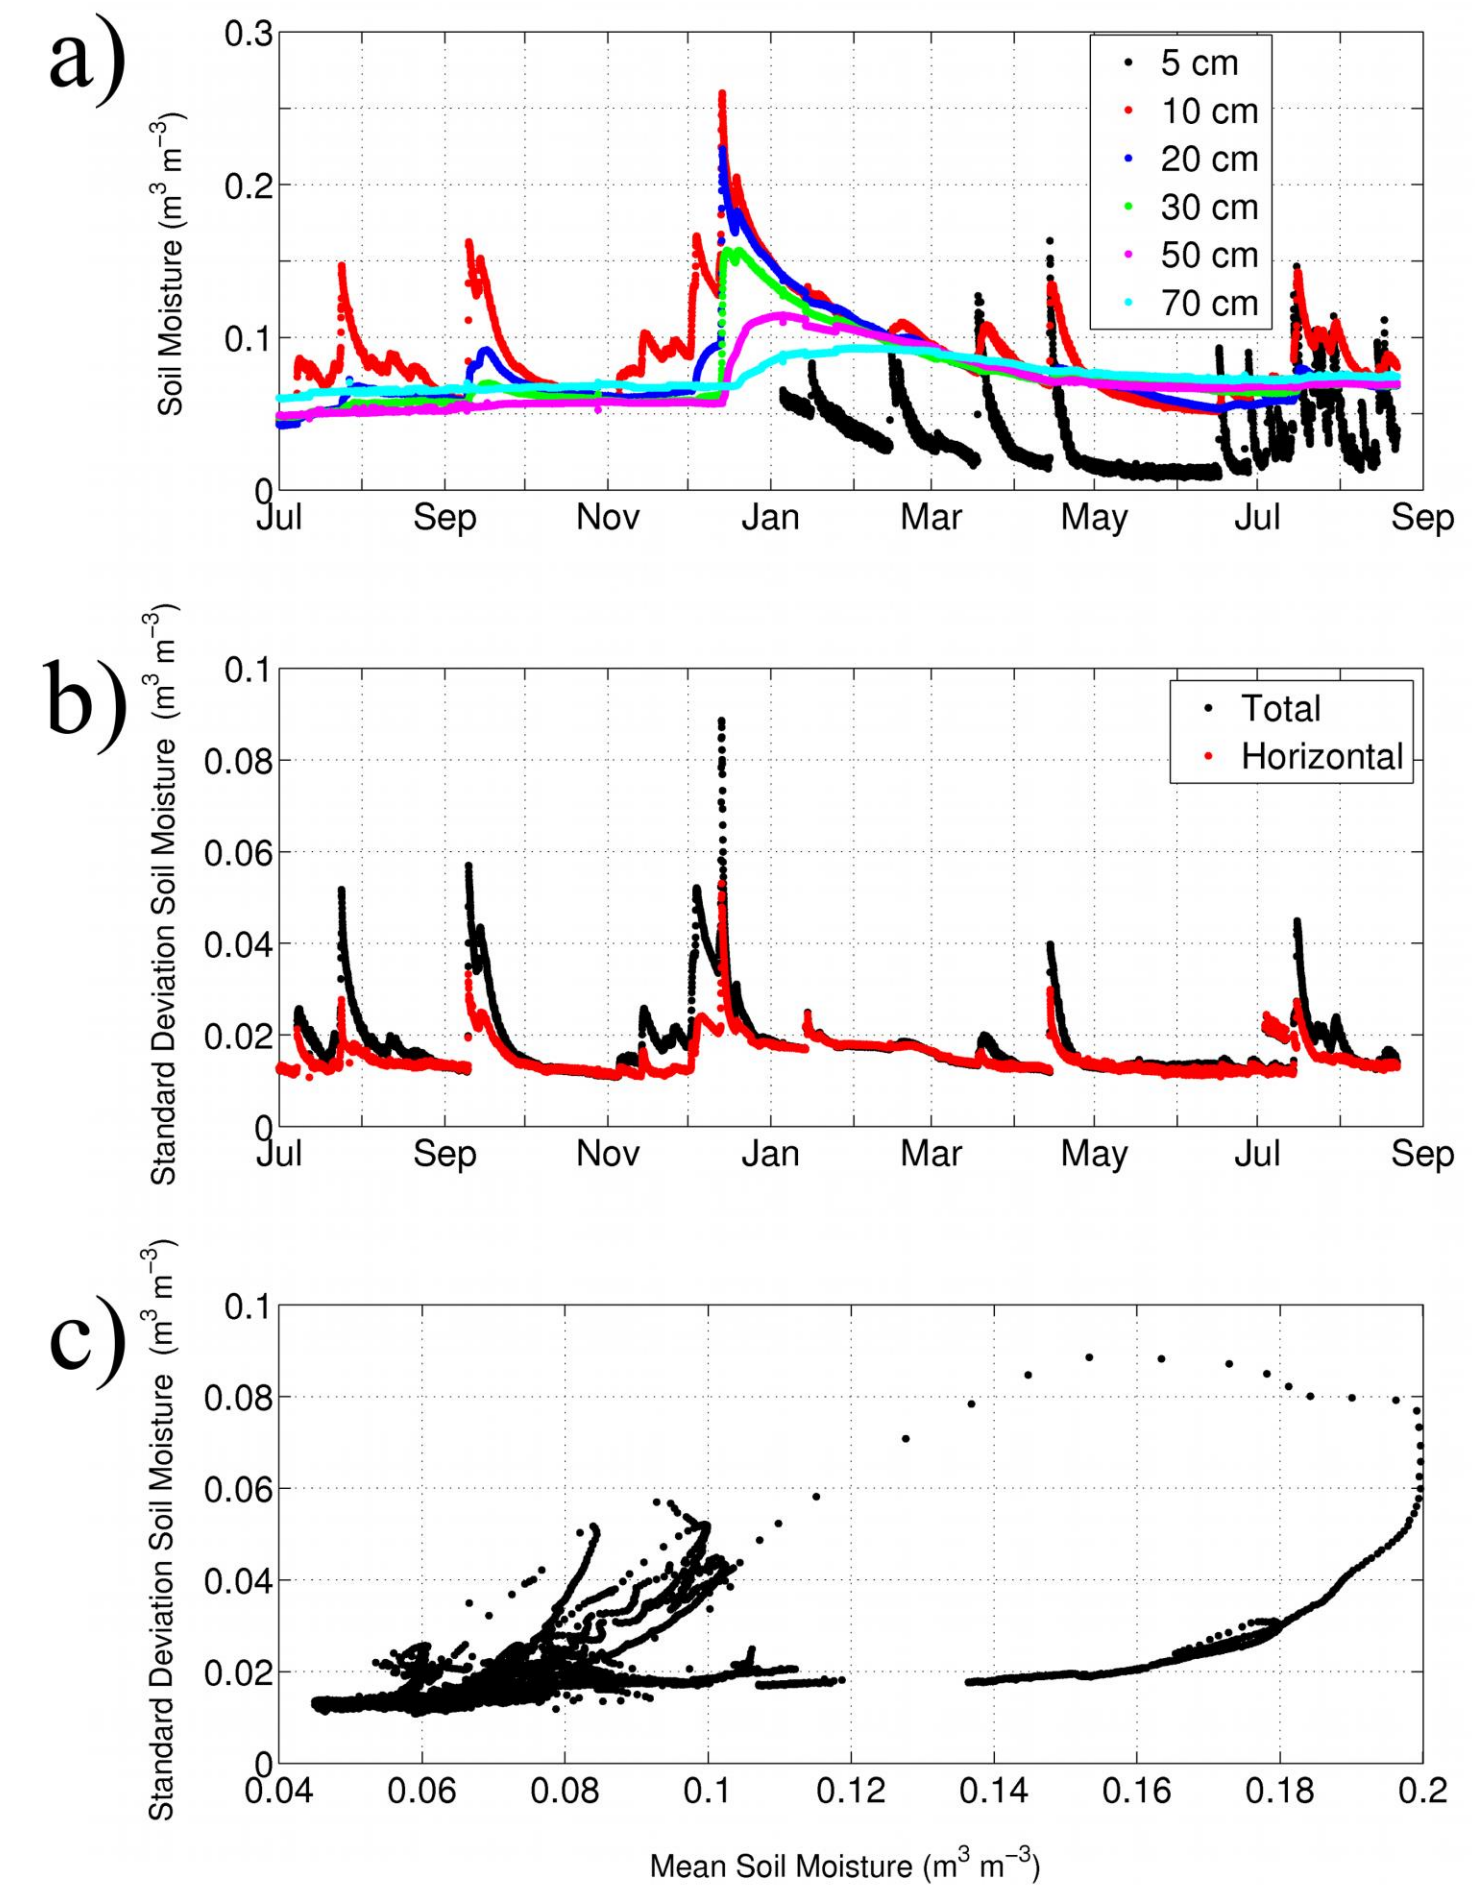 a)
Soil Moisture (m³ m⁻³)
0.3
0.2
0.1
0
5 cm
10 cm
20 cm
30 cm
50 cm
70 cm
Jul Sep Nov Jan Mar May Jul Sep
b)
Standard Deviation Soil Moisture (m³ m⁻³)
0.1
0.08
0.06
0.04
0.02
0
Total
Horizontal
Jul Sep Nov Jan Mar May Jul Sep
c)
Standard Deviation Soil Moisture (m³ m⁻³)
0.1
0.08
0.06
0.04
0.02
0
0.04 0.06 0.08 0.1 0.12 0.14 0.16 0.18 0.2
Mean Soil Moisture (m³ m⁻³)